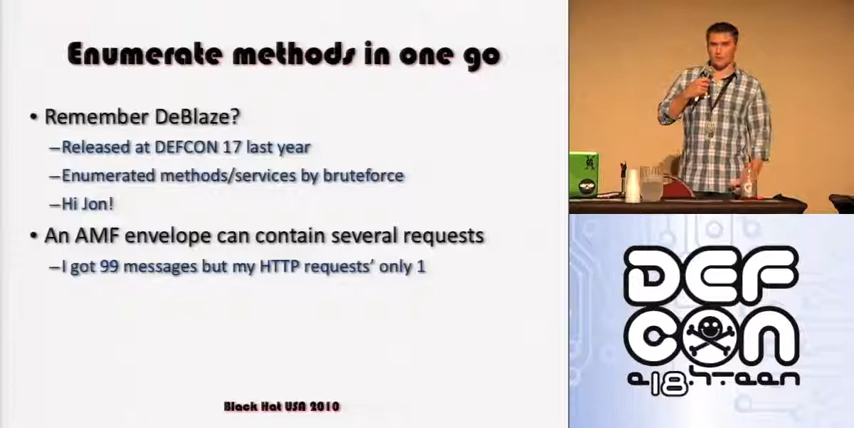 Enumerate methods in one go
• Remember DeBlaze?
–Released at DEFCON 17 last year
–Enumerated methods/services by bruteforce
–Hi Jon!
• An AMF envelope can contain several requests
–I got 99 messages but my HTTP requests' only 1
Black Hat USA 2010
DEF
CON
18